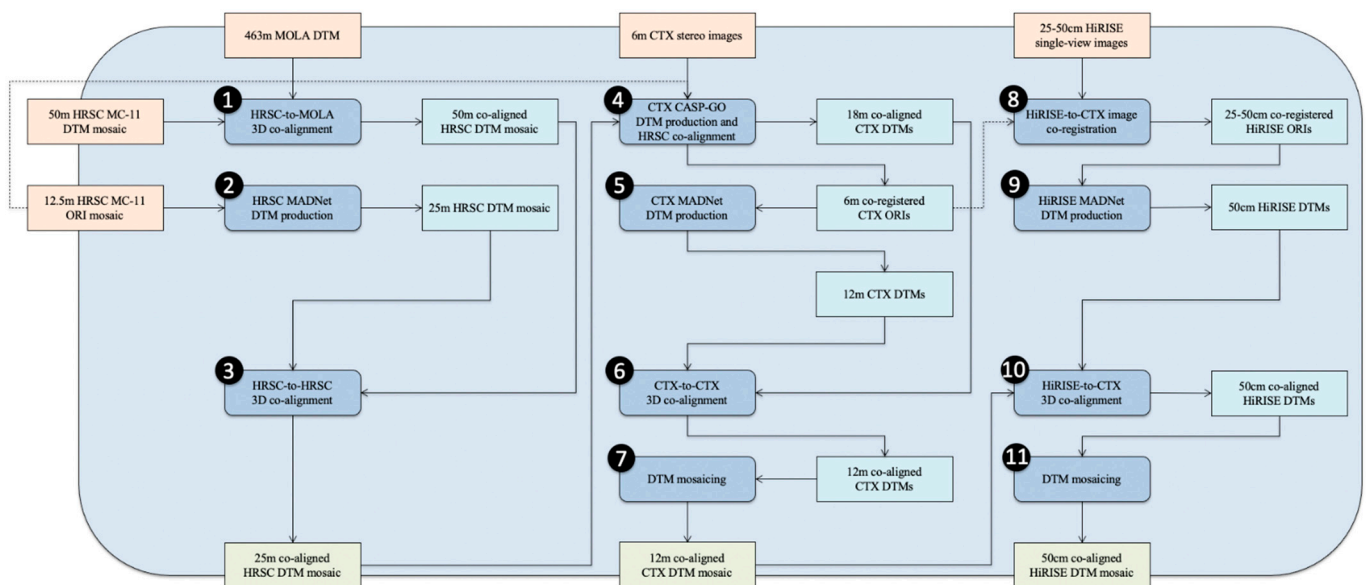 463m MOLA DTM
6m CTX stereo images
25-50cm HiRISE
single-view images
50m HRSC MC-11
DTM mosaic
1
HRSC-to-MOLA
3D co-alignment
50m co-aligned
HRSC DTM mosaic
4
CTX CASP-GO
DTM production and
HRSC co-alignment
18m co-aligned
CTX DTMs
8
HiRISE-to-CTX image
co-registration
25-50cm co-registered
HiRISE ORIs
12.5m HRSC MC-11
ORI mosaic
2
HRSC MADNet
DTM production
25m HRSC DTM mosaic
5
CTX MADNet
DTM production
6m co-registered
CTX ORIs
9
HiRISE MADNet
DTM production
50cm HiRISE DTMs
12m CTX DTMs
3
HRSC-to-HRSC
3D co-alignment
6
CTX-to-CTX
3D co-alignment
10
HiRISE-to-CTX
3D co-alignment
50cm co-aligned
HiRISE DTMs
7
DTM mosaicing
12m co-aligned
CTX DTMs
11
DTM mosaicing
25m co-aligned
HRSC DTM mosaic
12m co-aligned
CTX DTM mosaic
50cm co-aligned
HiRISE DTM mosaic